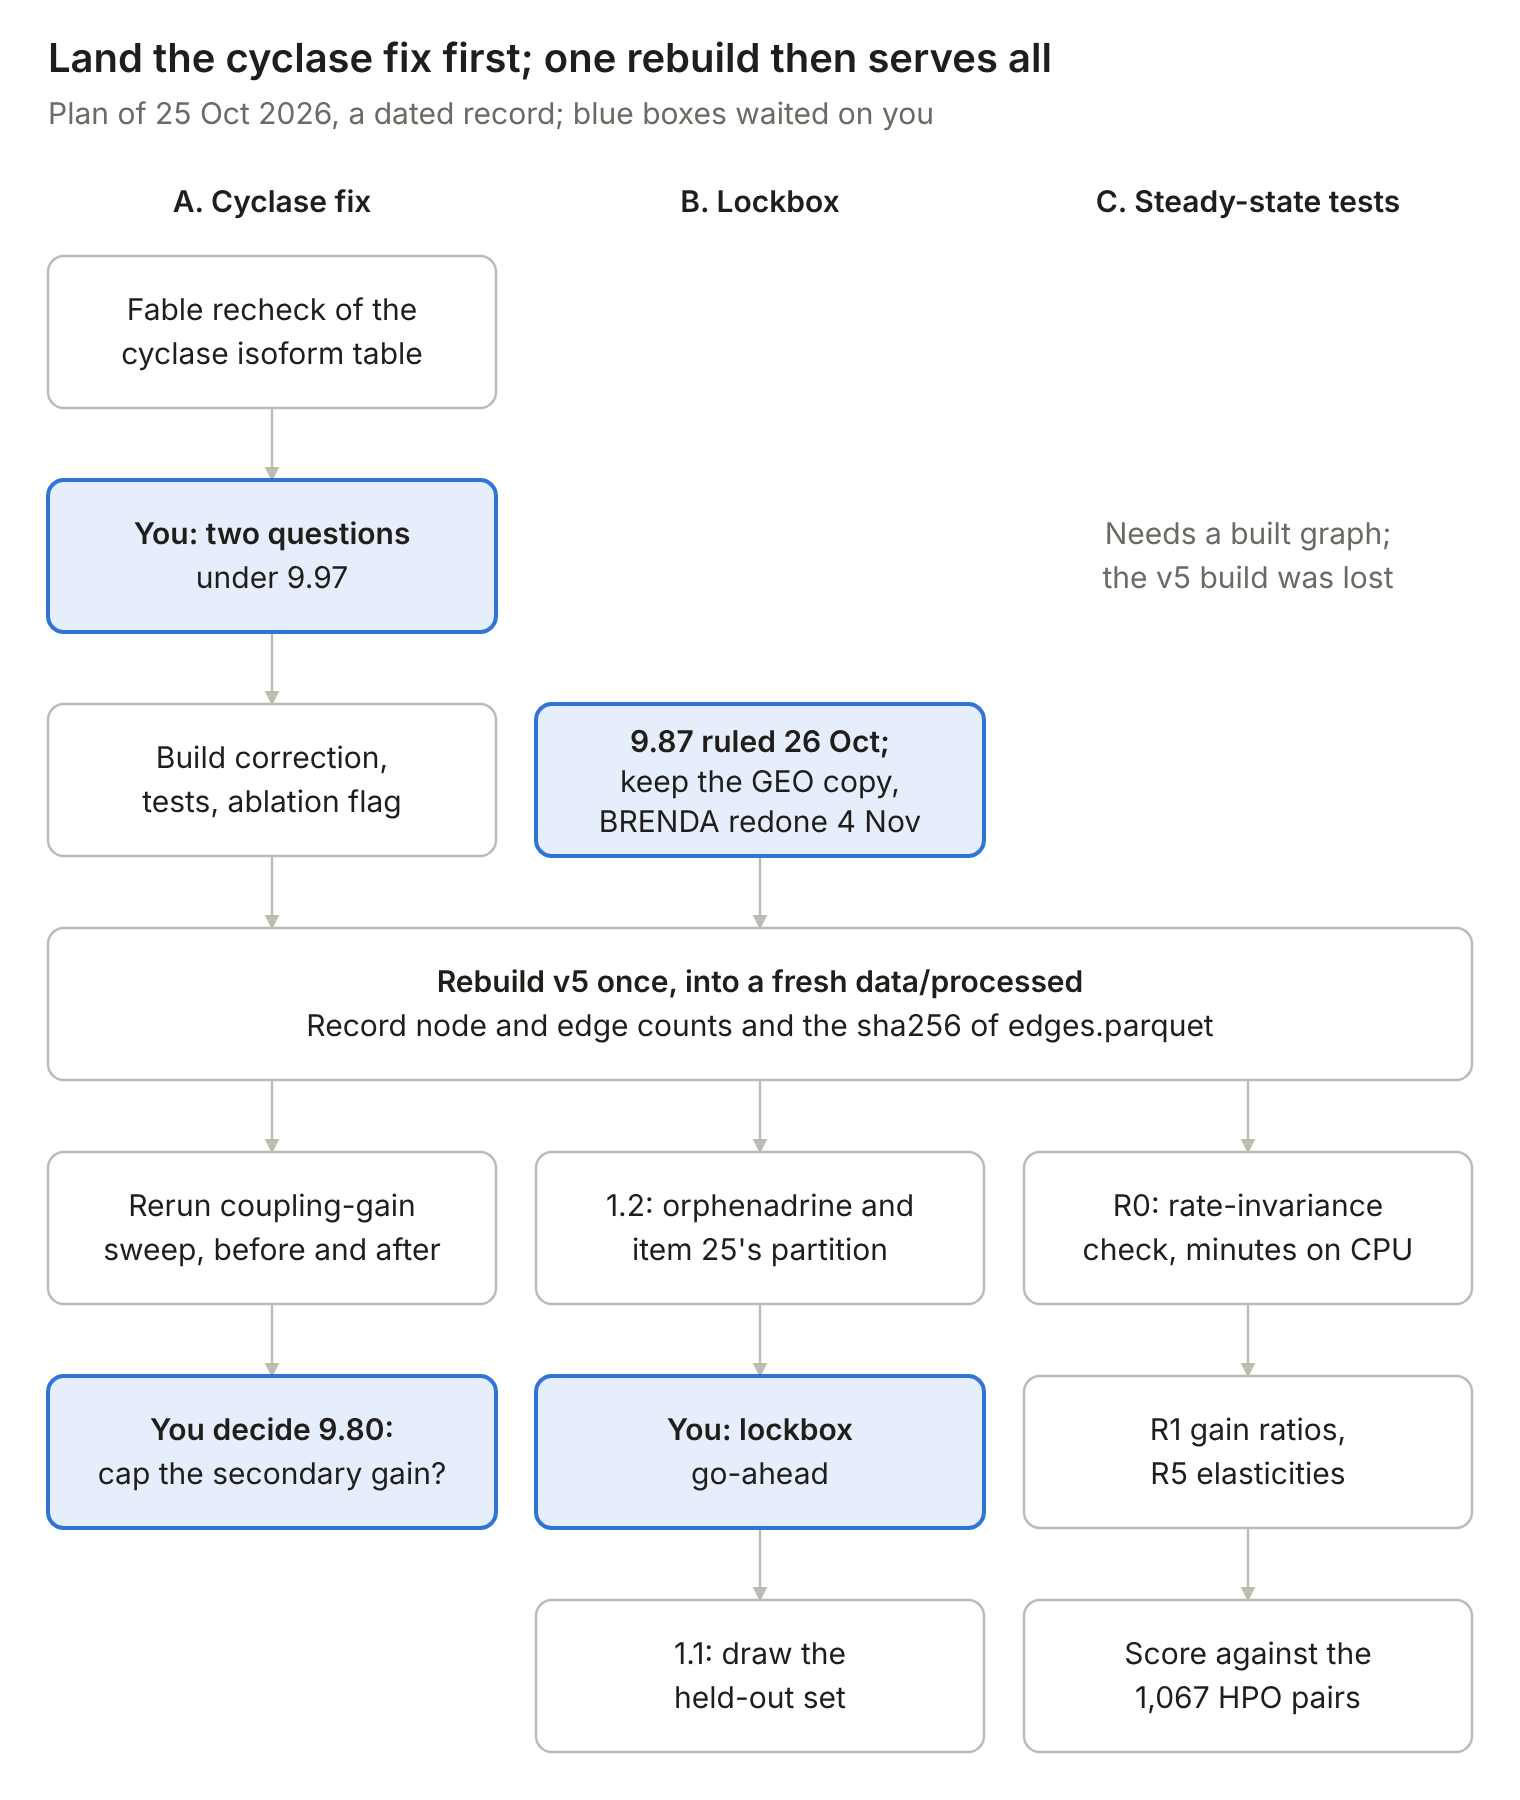 Land the cyclase fix first; one rebuild then serves all
Plan of 25 Oct 2026, a dated record; blue boxes waited on you
A. Cyclase fix
B. Lockbox
C. Steady-state tests
Fable recheck of the
cyclase isoform table
You: two questions
under 9.97
Needs a built graph;
the v5 build was lost
Build correction,
tests, ablation flag
9.87 ruled 26 Oct;
keep the GEO copy,
BRENDA redone 4 Nov
Rebuild v5 once, into a fresh data/processed
Record node and edge counts and the sha256 of edges.parquet
Rerun coupling-gain
sweep, before and after
1.2: orphenadrine and
item 25's partition
R0: rate-invariance
check, minutes on CPU
You decide 9.80:
cap the secondary gain?
You: lockbox
go-ahead
R1 gain ratios,
R5 elasticities
1.1: draw the
held-out set
Score against the
1,067 HPO pairs